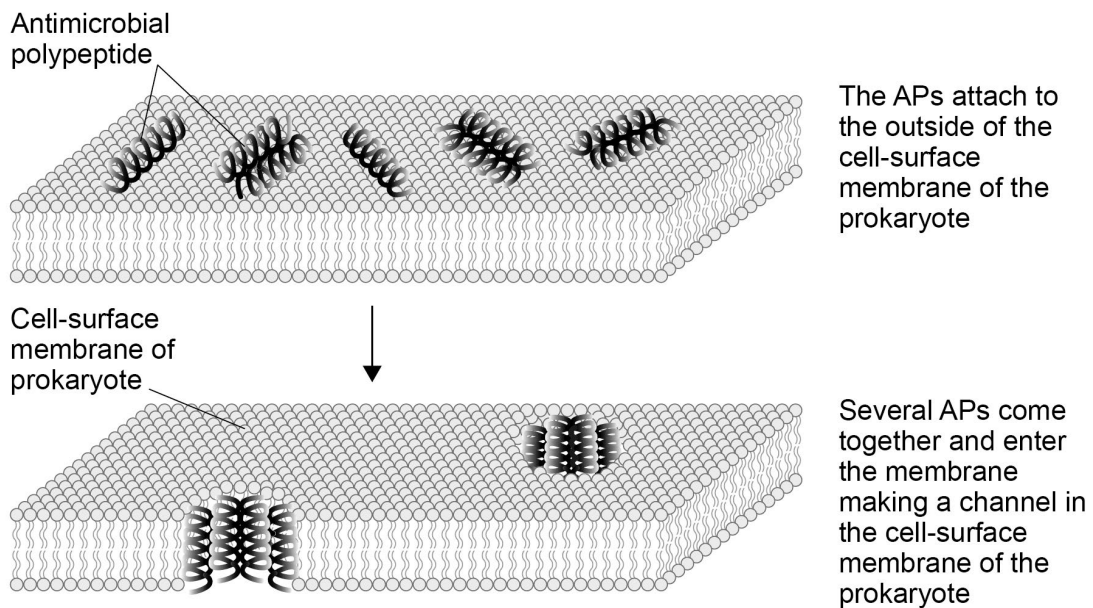 Antimicrobial
polypeptide
The APs attach to
the outside of the
cell-surface
membrane of the
prokaryote
Cell-surface
membrane of
prokaryote
Several APs come
together and enter
the membrane
making a channel in
the cell-surface
membrane of the
prokaryote